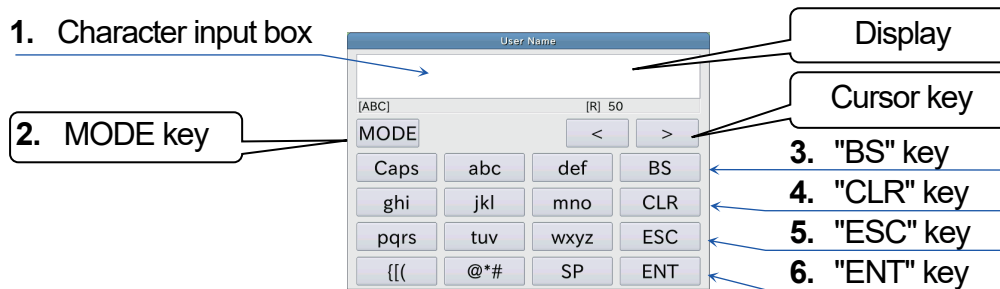 1. Character input box
User Name
Display
[ABC] [R] 50
Cursor key
2. MODE key
MODE < >
3. "BS" key
Caps abc def BS
4. "CLR" key
ghi jkl mno CLR
5. "ESC" key
pqrs tuv wxyz ESC
6. "ENT" key
{[( @*# SP ENT